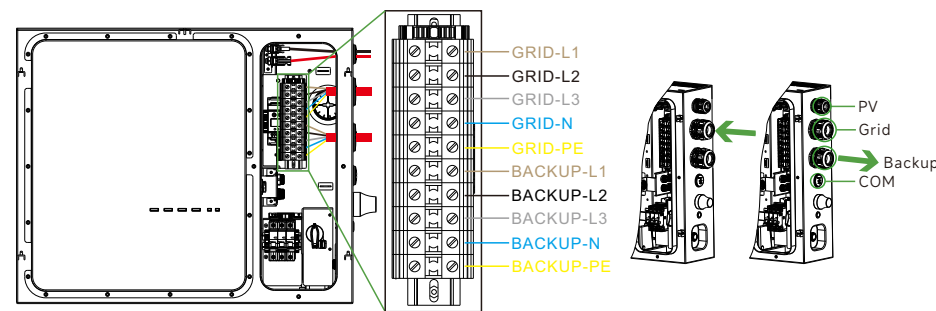 GRID-L1
GRID-L2
GRID-L3
GRID-N
GRID-PE
BACKUP-L1
BACKUP-L2
BACKUP-L3
BACKUP-N
BACKUP-PE
PV
Grid
Backup
COM